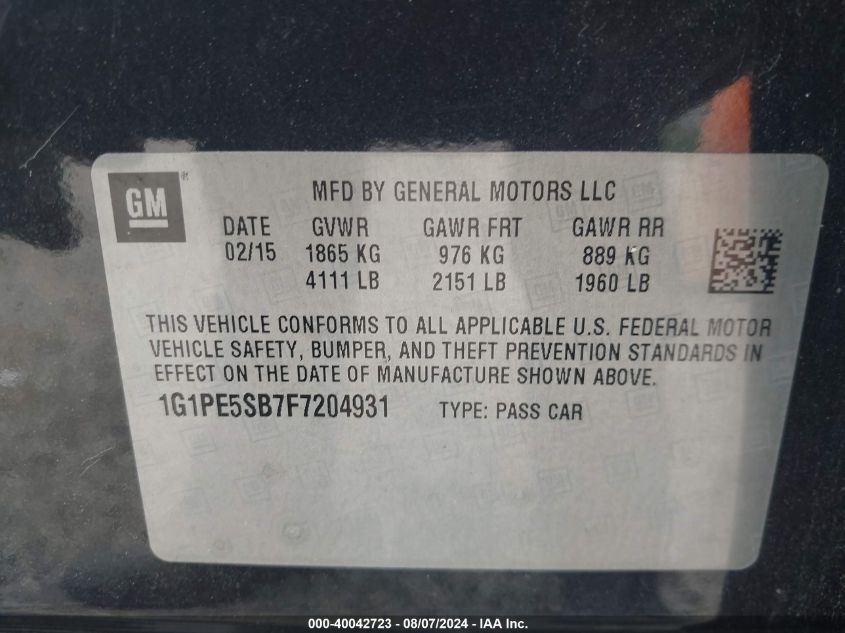 GM
MFD BY GENERAL MOTORS LLC
DATE GVWR GAWR FRT GAWR RR
02/15 1865 KG 976 KG 889 KG
4111 LB 2151 LB 1960 LB
THIS VEHICLE CONFORMS TO ALL APPLICABLE U.S. FEDERAL MOTOR
VEHICLE SAFETY, BUMPER, AND THEFT PREVENTION STANDARDS IN
EFFECT ON THE DATE OF MANUFACTURE SHOWN ABOVE.
1G1PE5SB7F7204931 TYPE: PASS CAR
000-40042723 - 08/07/2024 - IAA Inc.